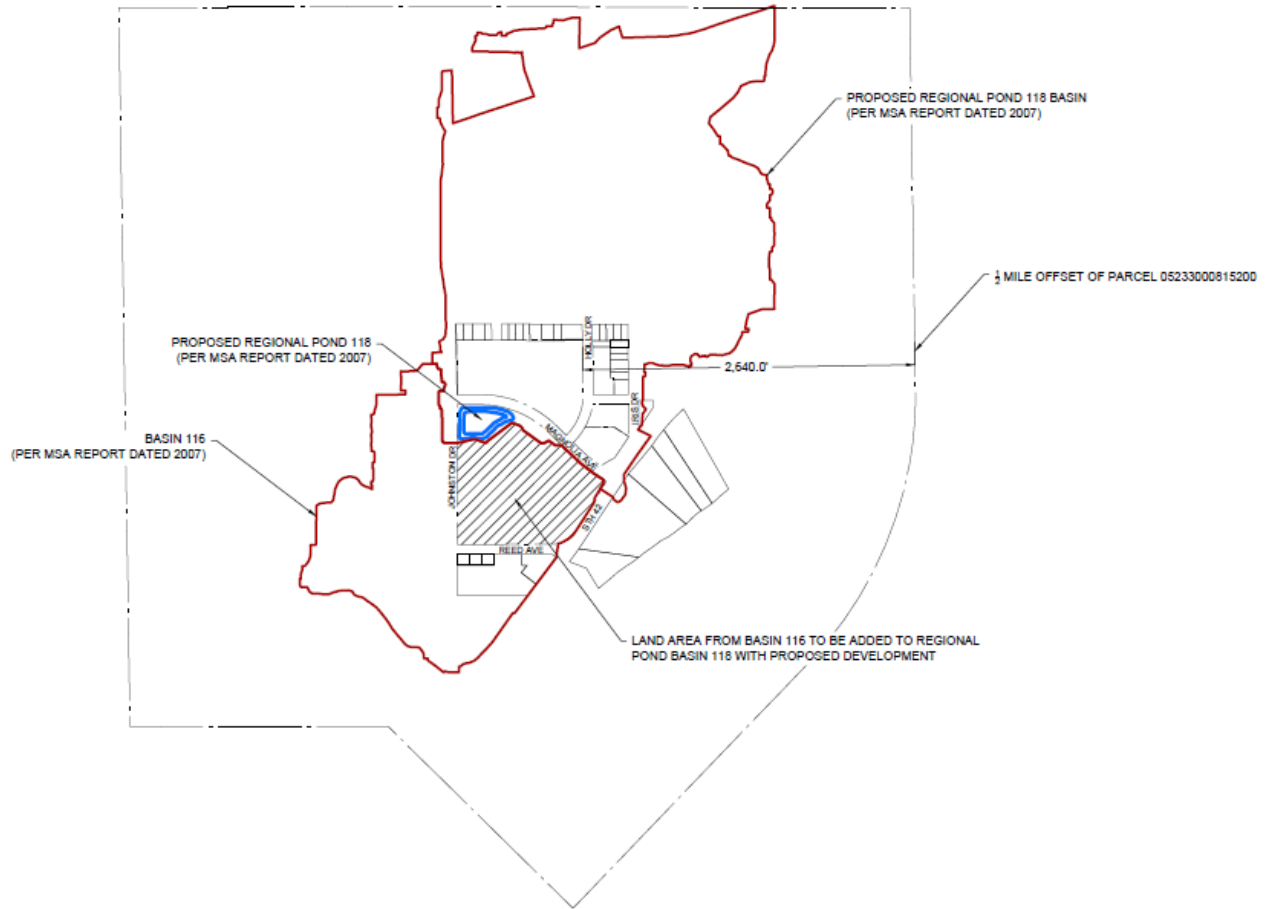 PROPOSED REGIONAL POND 118 BASIN
(PER MSA REPORT DATED 2007)
½ MILE OFFSET OF PARCEL 05233000815200
HOLLY DR
PROPOSED REGIONAL POND 118
(PER MSA REPORT DATED 2007)
2,640.0'
IRIS DR
MAGNOLIA AVE
BASIN 116
(PER MSA REPORT DATED 2007)
JOHNSTON DR
STH 42
REED AVE
LAND AREA FROM BASIN 116 TO BE ADDED TO REGIONAL
POND BASIN 118 WITH PROPOSED DEVELOPMENT